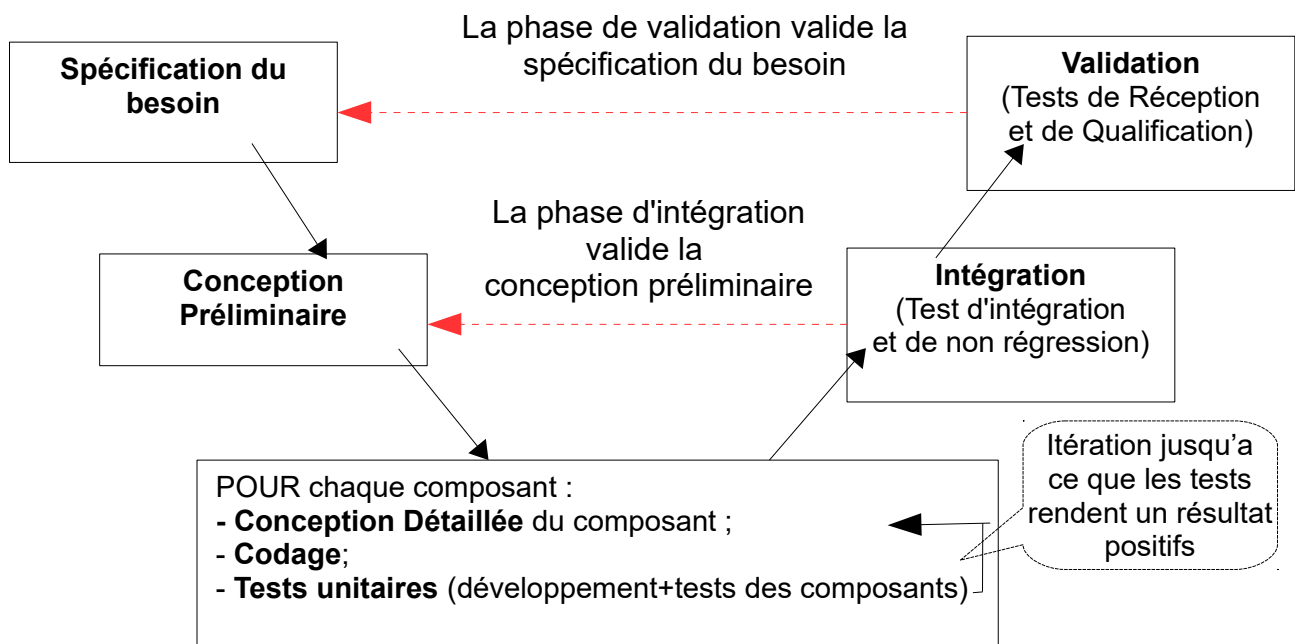 La phase de validation valide la
spécification du besoin
Spécification du
besoin
Validation
(Tests de Réception
et de Qualification)
La phase d'intégration
valide la
conception préliminaire
Conception
Préliminaire
Intégration
(Test d'intégration
et de non régression)
POUR chaque composant :
- Conception Détaillée du composant ;
- Codage;
- Tests unitaires (développement+tests des composants)
Itération jusqu’a
ce que les tests
rendent un résultat
positifs